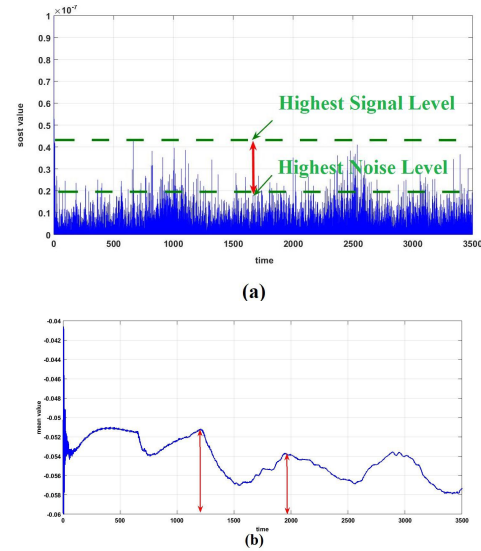 ×10⁻⁷
1
0.9
0.8
0.7
0.6
0.5
0.4
0.3
0.2
0.1
0
sost value
Highest Signal Level
Highest Noise Level
0 500 1000 1500 2000 2500 3000 3500
time
(a)
-0.04
-0.042
-0.044
-0.046
-0.048
-0.05
-0.052
-0.054
-0.056
-0.058
-0.06
mean value
0 500 1000 1500 2000 2500 3000 3500
time
(b)